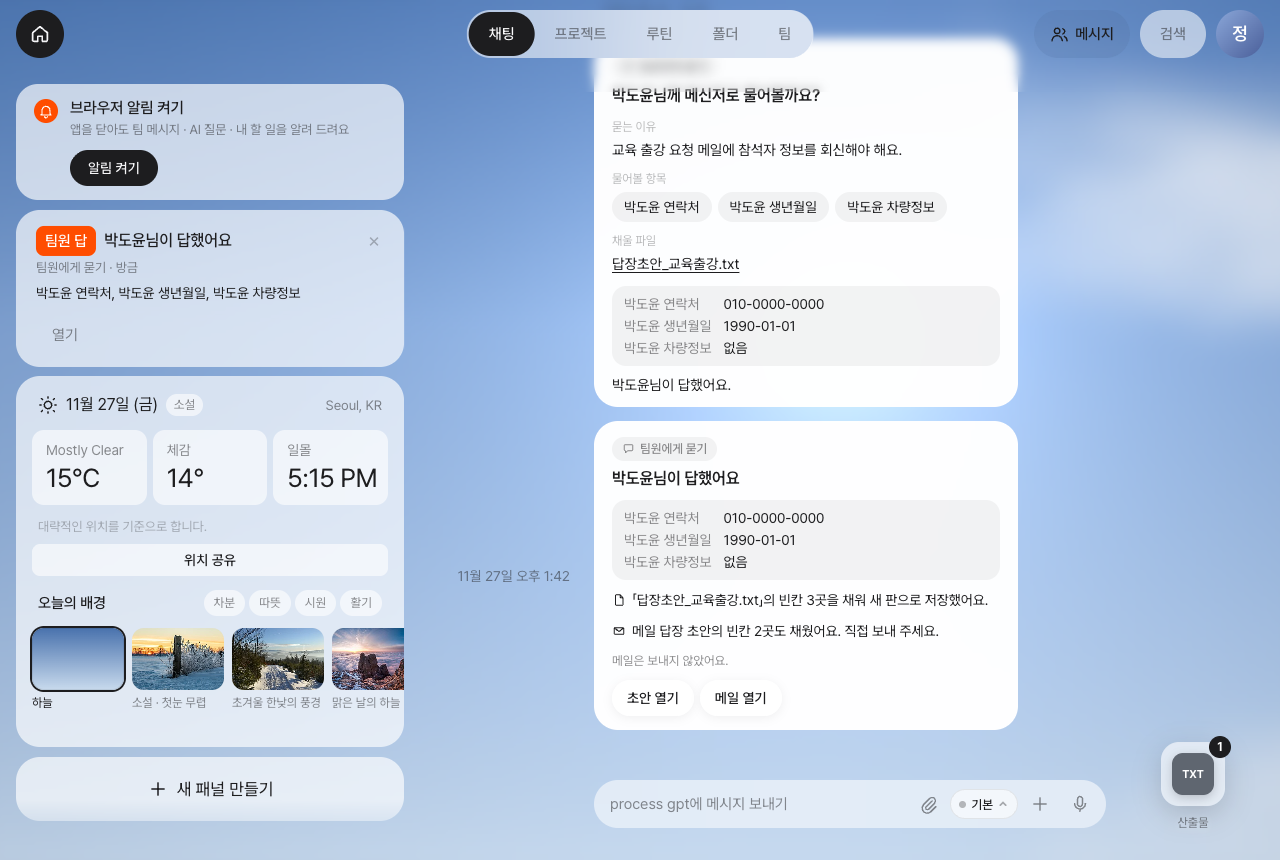 채팅
프로젝트
루틴
폴더
팀
메시지
검색
정
브라우저 알림 켜기
앱을 닫아도 팀 메시지 · AI 질문 · 내 할 일을 알려 드려요
알림 켜기
팀원 답
박도윤님이 답했어요
팀원에게 묻기 · 방금
박도윤 연락처, 박도윤 생년월일, 박도윤 차량정보
열기
11월 27일 (금)
소설
Seoul, KR
Mostly Clear
15°C
체감
14°
일몰
5:15 PM
대략적인 위치를 기준으로 합니다.
위치 공유
오늘의 배경
차분
따뜻
시원
활기
하늘
소설 · 첫눈 무렵
초겨울 한낮의 풍경
맑은 날의 하늘
새 패널 만들기
박도윤님께 메신저로 물어볼까요?
묻는 이유
교육 출강 요청 메일에 참석자 정보를 회신해야 해요.
물어볼 항목
박도윤 연락처
박도윤 생년월일
박도윤 차량정보
채울 파일
답장초안_교육출강.txt
박도윤 연락처 010-0000-0000
박도윤 생년월일 1990-01-01
박도윤 차량정보 없음
박도윤님이 답했어요.
팀원에게 묻기
박도윤님이 답했어요
박도윤 연락처 010-0000-0000
박도윤 생년월일 1990-01-01
박도윤 차량정보 없음
11월 27일 오후 1:42
「답장초안_교육출강.txt」의 빈칸 3곳을 채워 새 판으로 저장했어요.
메일 답장 초안의 빈칸 2곳도 채웠어요. 직접 보내 주세요.
메일은 보내지 않았어요.
초안 열기
메일 열기
process gpt에 메시지 보내기
기본
1
TXT
산출물